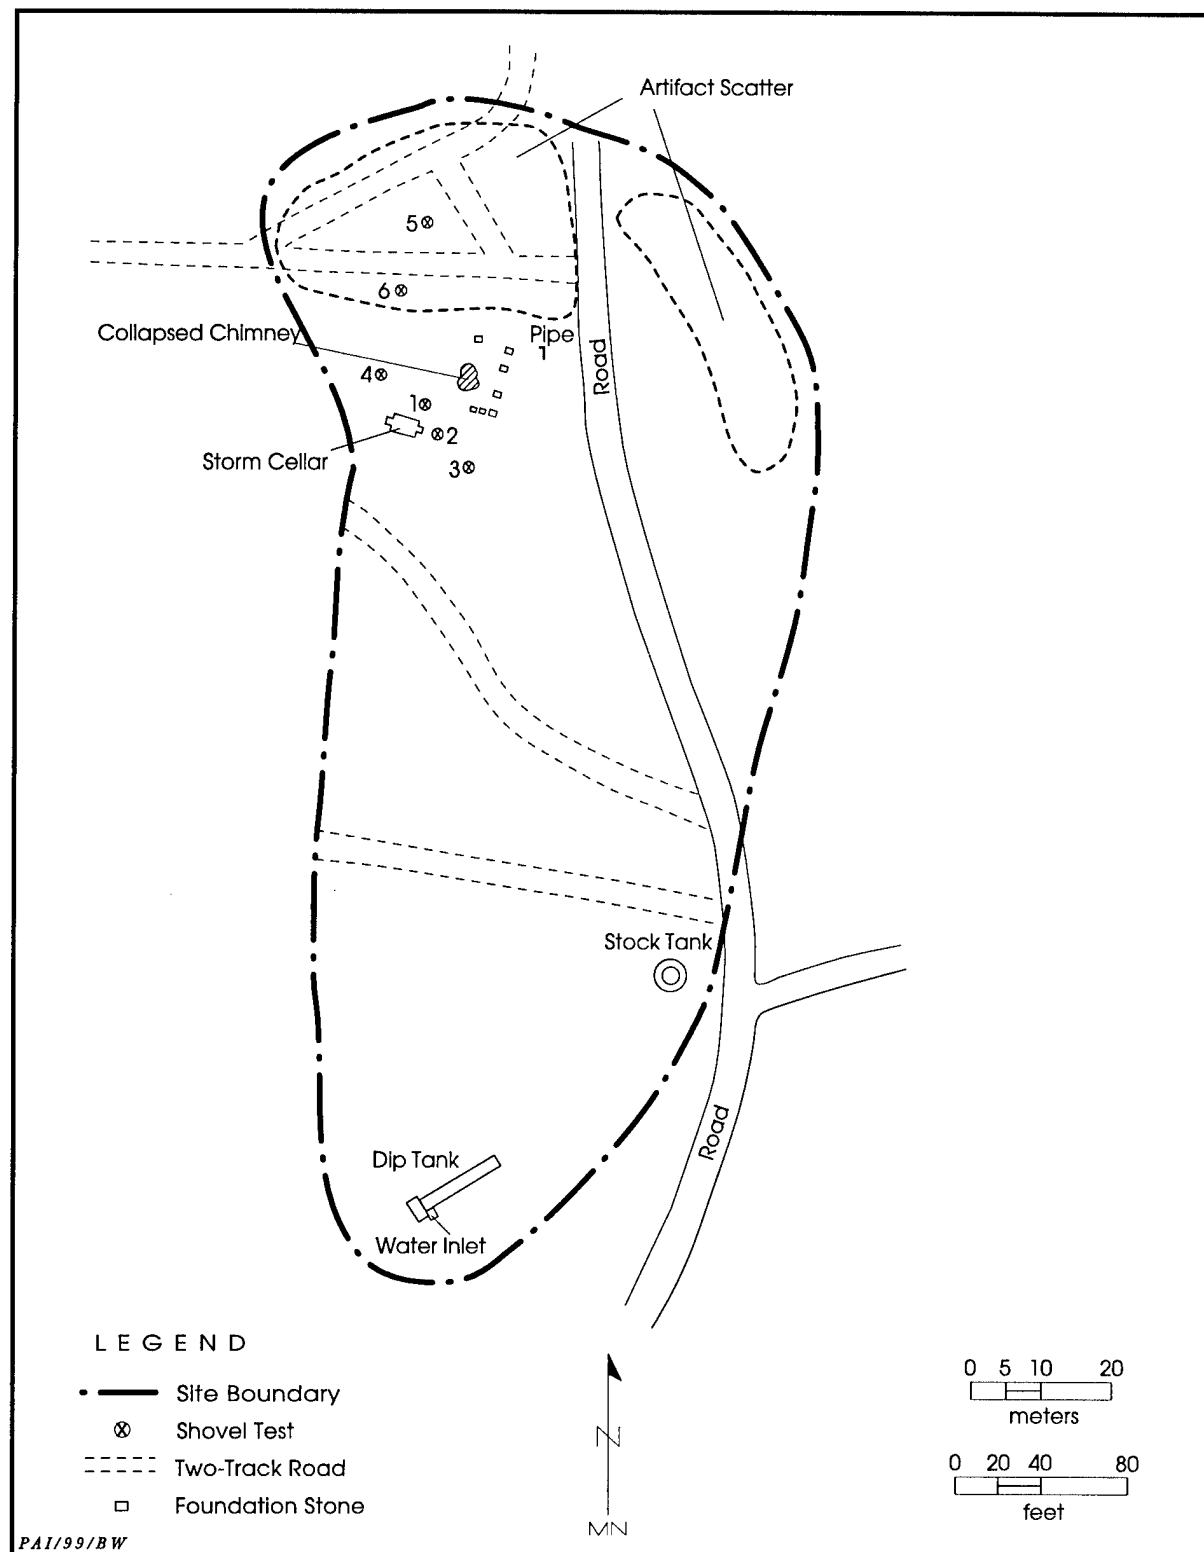 Artifact Scatter
5
6
Collapsed Chimney
Pipe
1
Road
4
1
2
Storm Cellar
3
Stock Tank
Road
Dip Tank
Water Inlet
LEGEND
Site Boundary
Shovel Test
Two-Track Road
Foundation Stone
0 5 10 20
meters
0 20 40 80
feet
N
MN
PAI/99/BW